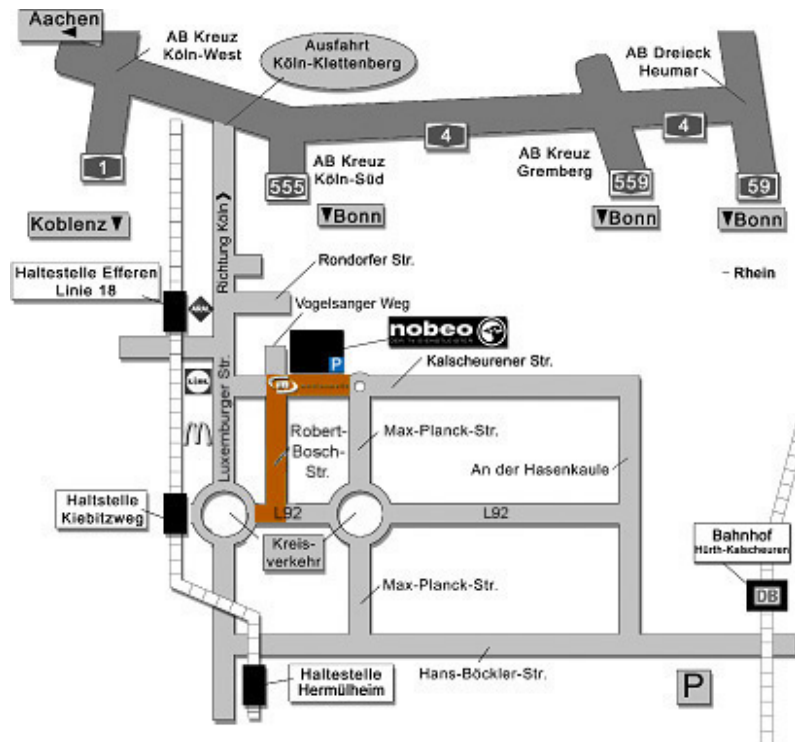 Aachen
AB Kreuz
Köln-West
Ausfahrt
Köln-Klettenberg
AB Dreieck
Heumar
4
4
1
555
AB Kreuz
Köln-Süd
AB Kreuz
Gremberg
559
59
Koblenz
Bonn
Bonn
Bonn
Richtung Köln
Rondorfer Str.
Haltestelle Efferen
Linie 18
- Rhein
ARAL
Vogelsanger Weg
nobeo
P
Kalscheurener Str.
LIDL
Luxemburger Str.
Robert-
Bosch-
Str.
Max-Planck-Str.
An der Hasenkaule
Haltstelle
Kiebitzweg
L92
L92
Kreis-
verkehr
Bahnhof
Hürth-Kalscheuren
DB
Max-Planck-Str.
Haltestelle
Hermülheim
Hans-Böckler-Str.
P